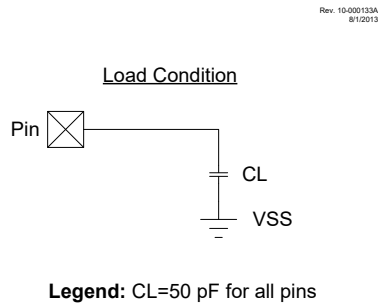 Rev. 10-000133A
8/1/2013
Load Condition
Pin
CL
VSS
Legend: CL=50 pF for all pins